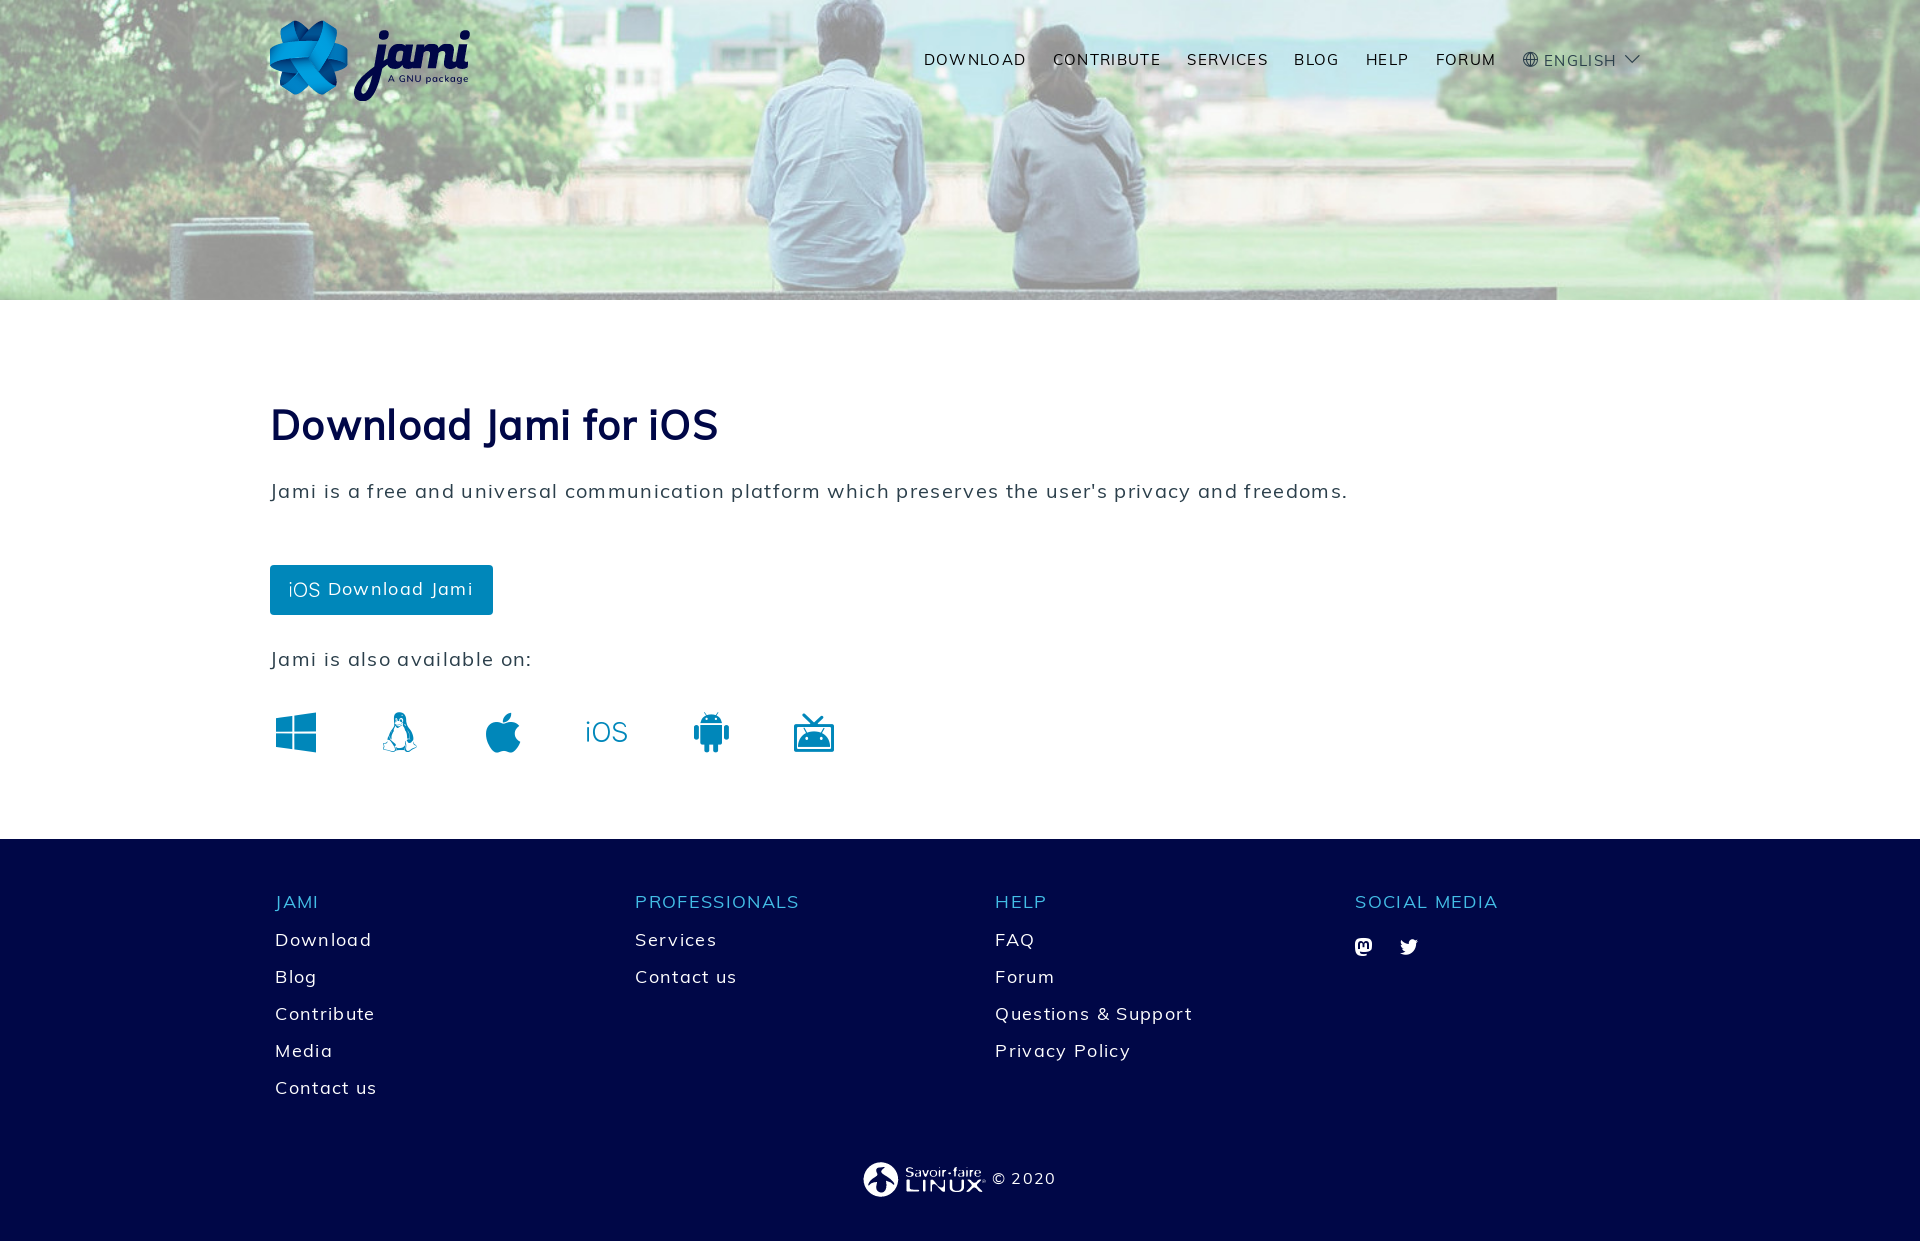 jami
A GNU package
DOWNLOAD CONTRIBUTE SERVICES BLOG HELP FORUM ENGLISH
Download Jami for iOS
Jami is a free and universal communication platform which preserves the user's privacy and freedoms.
iOS Download Jami
Jami is also available on:
iOS
JAMI
Download
Blog
Contribute
Media
Contact us
PROFESSIONALS
Services
Contact us
HELP
FAQ
Forum
Questions & Support
Privacy Policy
SOCIAL MEDIA
Savoir-faire
LINUX © 2020